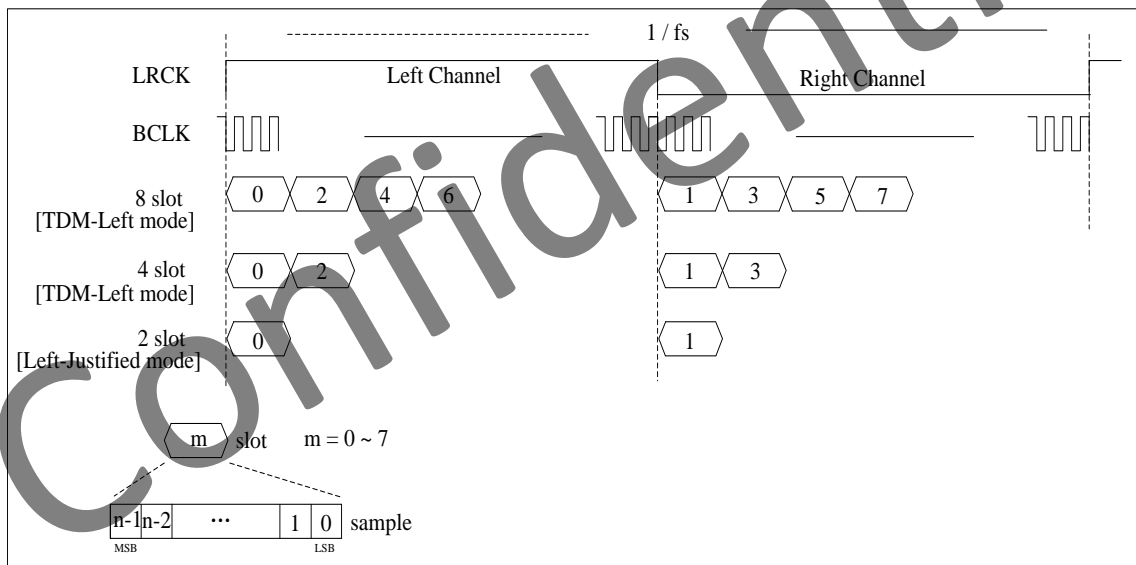 1 / fs
LRCK Left Channel Right Channel
BCLK
8 slot 0 2 4 6 1 3 5 7
[TDM-Left mode]
4 slot 0 2 1 3
[TDM-Left mode]
2 slot 0 1
[Left-Justified mode]
m slot m = 0 ~ 7
n-1 n-2 ... 1 0 sample
MSB LSB
Confidenti